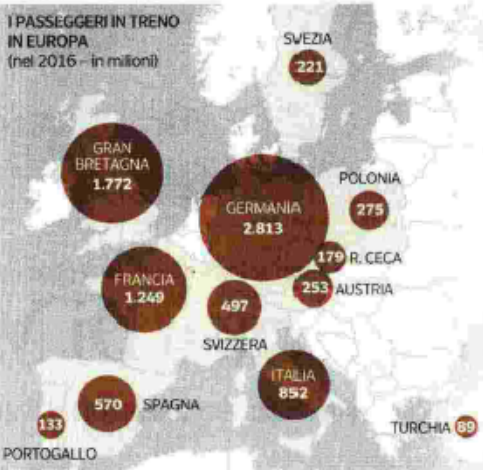 I PASSEGGERI IN TRENO
IN EUROPA
(nel 2016 - in milioni)
SVEZIA
221
GRAN
BRETAGNA
1.772
POLONIA
275
GERMANIA
2.813
179 R. CECA
FRANCIA
1.249
253 AUSTRIA
497
SVIZZERA
ITALIA
852
570 SPAGNA
133
PORTOGALLO
TURCHIA 89